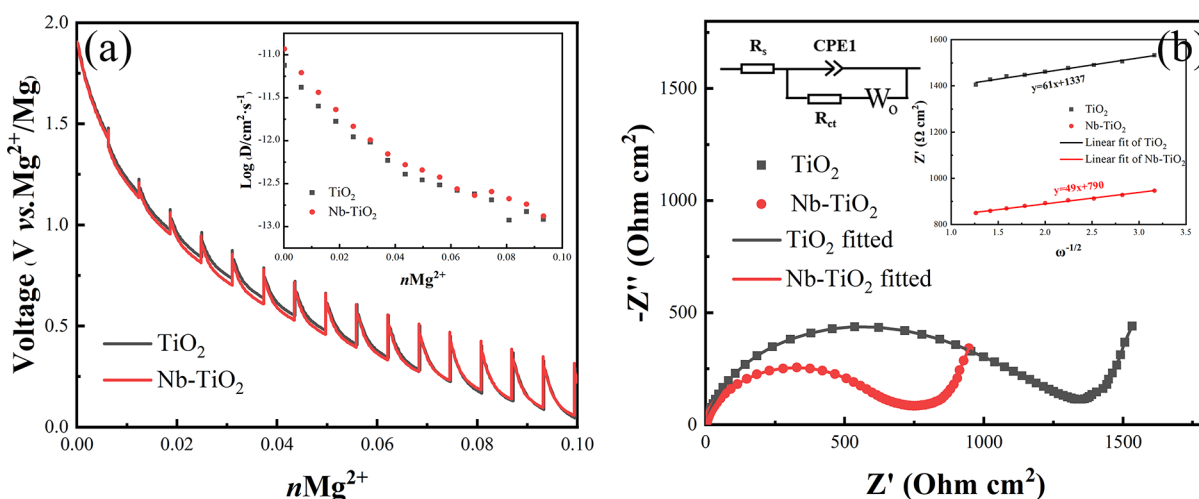 (a)
Voltage (V vs.Mg²⁺/Mg)
2.0
1.5
1.0
0.5
0.0
0.00
0.02
0.04
0.06
0.08
0.10
nMg²⁺
TiO₂
Nb-TiO₂
Log (D/cm²·s⁻¹)
-11.0
-11.5
-12.0
-12.5
-13.0
0.00
0.02
0.04
0.06
0.08
0.10
nMg²⁺
TiO₂
Nb-TiO₂
(b)
-Z'' (Ohm cm²)
1500
1000
500
0
0
500
1000
1500
Z' (Ohm cm²)
Rs
CPE1
Rct
Wo
TiO₂
Nb-TiO₂
TiO₂ fitted
Nb-TiO₂ fitted
Z' (Ω cm²)
1600
1400
1200
1000
800
1.0
1.5
2.0
2.5
3.0
3.5
ω⁻¹/²
y=61x+1337
TiO₂
Nb-TiO₂
Linear fit of TiO₂
Linear fit of Nb-TiO₂
y=49x+790